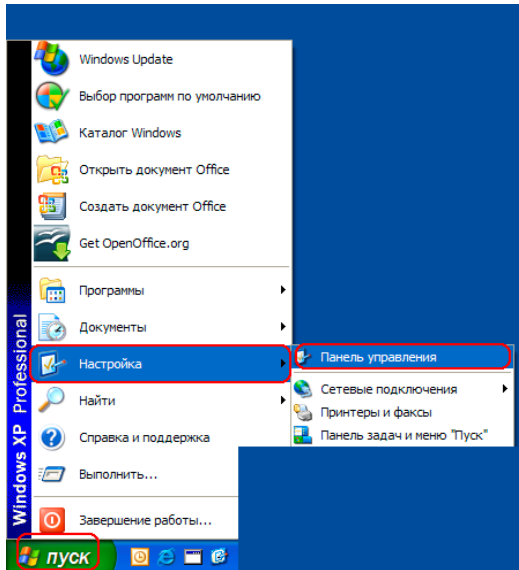 Windows Update
Выбор программ по умолчанию
Каталог Windows
Открыть документ Office
Создать документ Office
Get OpenOffice.org
Программы
Документы
Настройка
Найти
Справка и поддержка
Выполнить...
Завершение работы...
Панель управления
Сетевые подключения
Принтеры и факсы
Панель задач и меню "Пуск"
Windows XP Professional
пуск